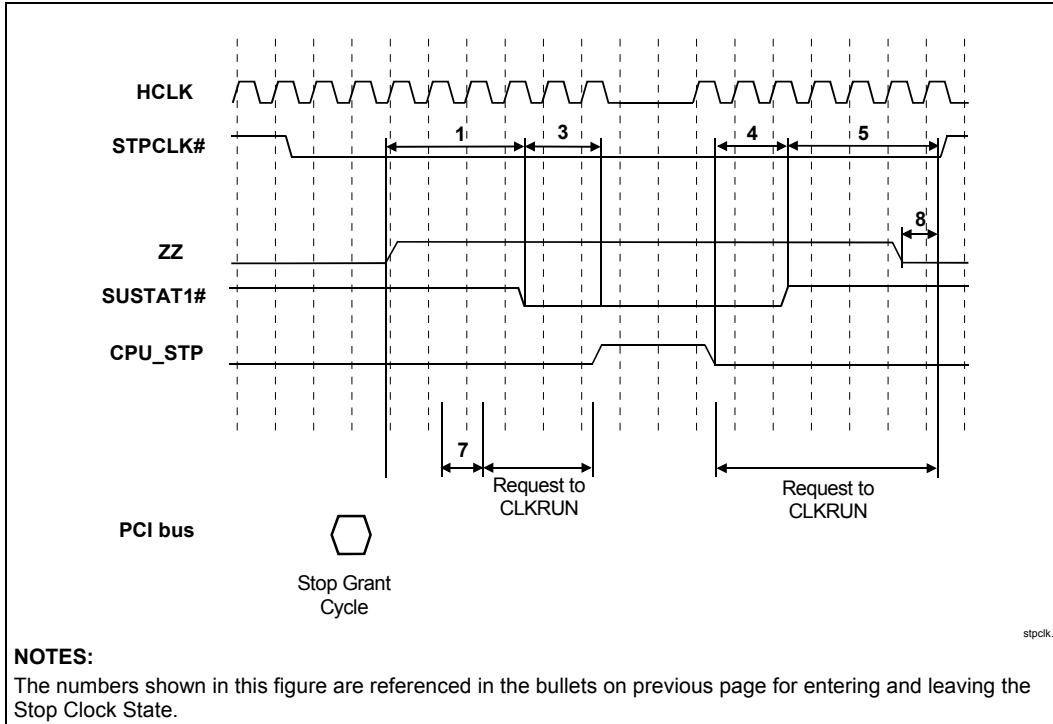 HCLK
STPCLK#
1
3
4
5
8
ZZ
SUSTAT1#
CPU_STP
7
Request to
CLKRUN
Request to
CLKRUN
PCI bus
Stop Grant
Cycle
stpclk.
NOTES:
The numbers shown in this figure are referenced in the bullets on previous page for entering and leaving the
Stop Clock State.